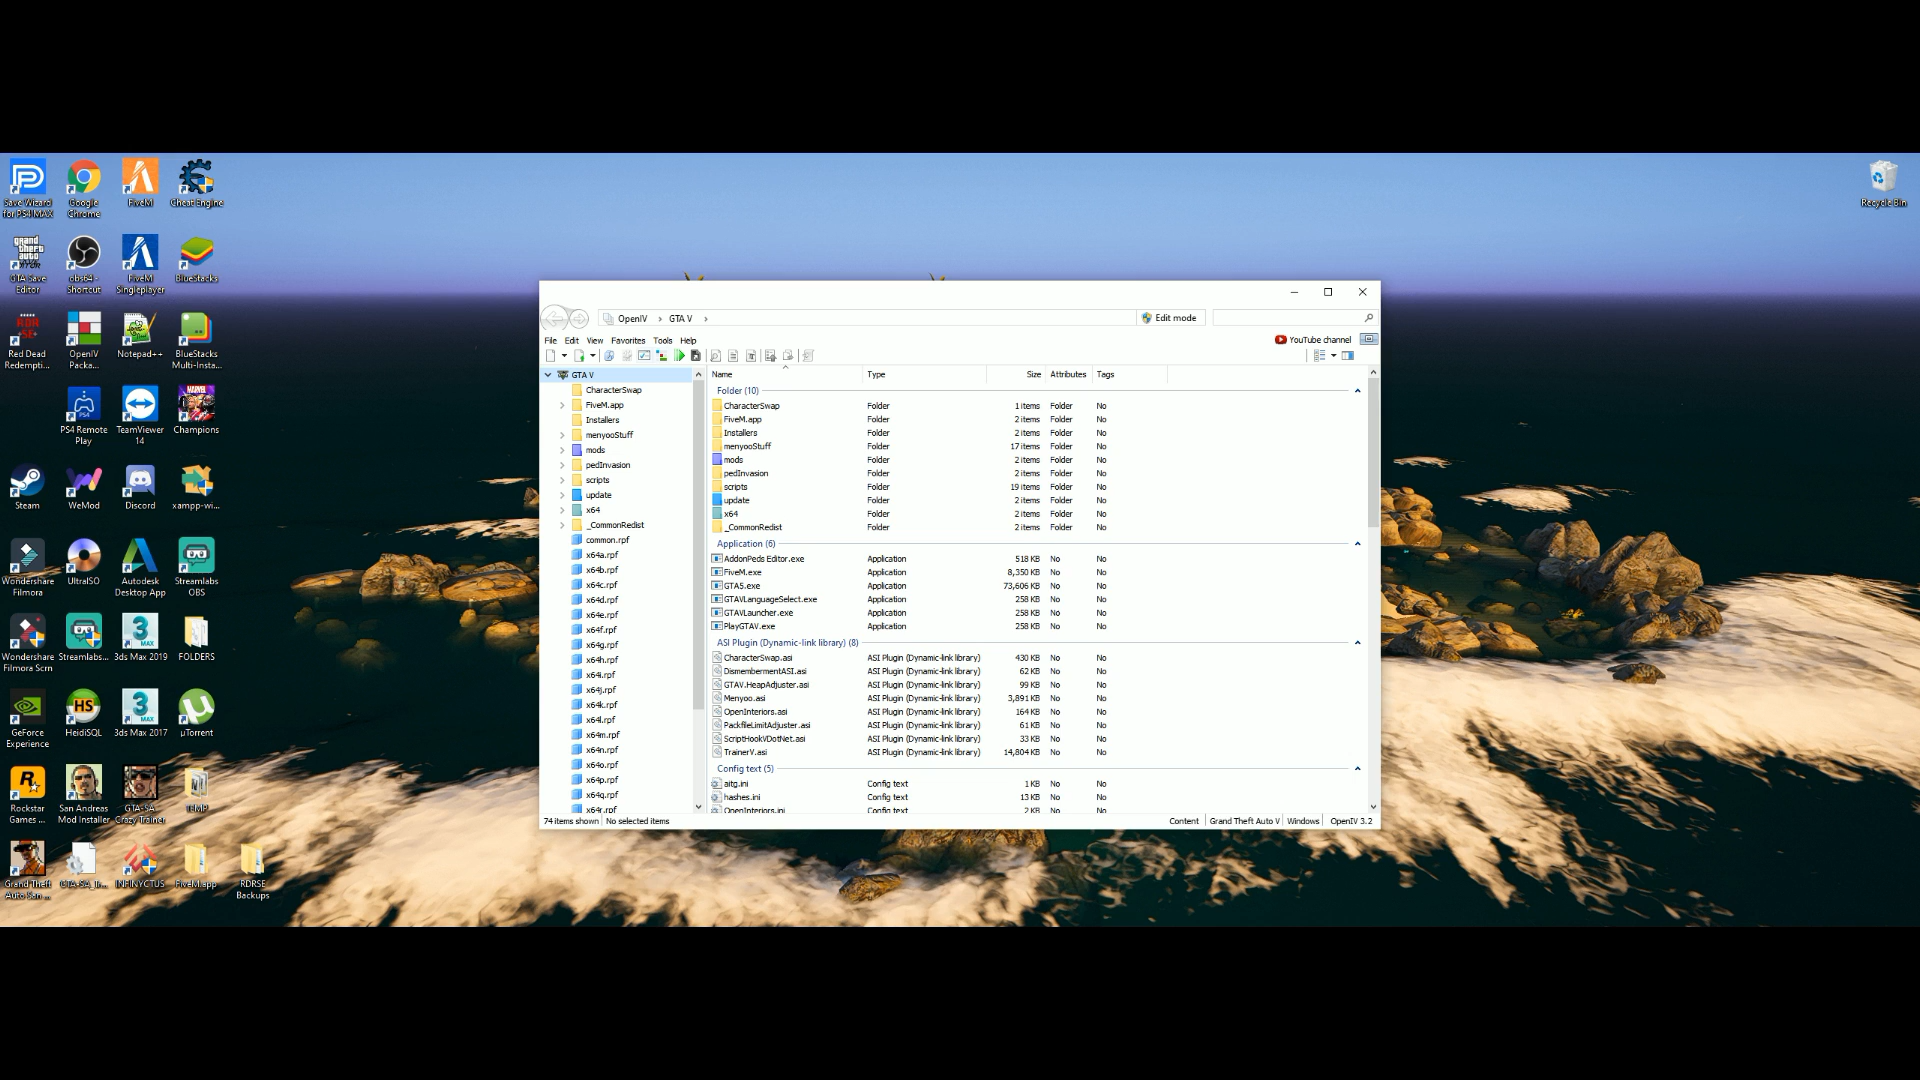 Save Wizard for PS4 MAX
Google Chrome
FiveM
Cheat Engine
Recycle Bin
GTA Save Editor
obs64 - Shortcut
FiveM Singleplayer
BlueStacks
Red Dead Redempti...
OpenIV Packa...
Notepad++
BlueStacks Multi-Insta...
PS4 Remote Play
TeamViewer 14
Champions
Steam
WeMod
Discord
xampp-wi...
Wondershare Filmora
UltraISO
Autodesk Desktop App
Streamlabs OBS
Wondershare Filmora Scrn
Streamlabs...
3ds Max 2019
FOLDERS
GeForce Experience
HeidiSQL
3ds Max 2017
µTorrent
Rockstar Games ...
San Andreas Mod Installer
GTA-SA Crazy Trainer
TEMP
Grand Theft Auto San ...
INFINYCTUS
FiveM.app
RDRSE Backups
OpenIV > GTA V >
Edit mode
File Edit View Favorites Tools Help
YouTube channel
GTA V
CharacterSwap
FiveM.app
Installers
menyooStuff
mods
pedInvasion
scripts
update
x64
_CommonRedist
common.rpf
x64a.rpf
x64b.rpf
x64c.rpf
x64d.rpf
x64e.rpf
x64f.rpf
x64g.rpf
x64h.rpf
x64i.rpf
x64j.rpf
x64k.rpf
x64l.rpf
x64m.rpf
x64n.rpf
x64o.rpf
x64p.rpf
x64q.rpf
x64r.rpf
Name Type Size Attributes Tags
Folder (10)
CharacterSwap Folder 1 items Folder No
FiveM.app Folder 2 items Folder No
Installers Folder 2 items Folder No
menyooStuff Folder 17 items Folder No
mods Folder 2 items Folder No
pedInvasion Folder 2 items Folder No
scripts Folder 19 items Folder No
update Folder 2 items Folder No
x64 Folder 2 items Folder No
_CommonRedist Folder 2 items Folder No
Application (6)
AddonPeds Editor.exe Application 518 KB No No
FiveM.exe Application 8,350 KB No No
GTA5.exe Application 73,606 KB No No
GTAVLanguageSelect.exe Application 258 KB No No
GTAVLauncher.exe Application 258 KB No No
PlayGTAV.exe Application 258 KB No No
ASI Plugin (Dynamic-link library) (8)
CharacterSwap.asi ASI Plugin (Dynamic-link library) 430 KB No No
DismembermentASI.asi ASI Plugin (Dynamic-link library) 62 KB No No
GTAV.HeapAdjuster.asi ASI Plugin (Dynamic-link library) 99 KB No No
Menyoo.asi ASI Plugin (Dynamic-link library) 3,891 KB No No
OpenInteriors.asi ASI Plugin (Dynamic-link library) 164 KB No No
PackfileLimitAdjuster.asi ASI Plugin (Dynamic-link library) 61 KB No No
ScriptHookVDotNet.asi ASI Plugin (Dynamic-link library) 33 KB No No
TrainerV.asi ASI Plugin (Dynamic-link library) 14,804 KB No No
Config text (5)
aitg.ini Config text 1 KB No No
hashes.ini Config text 13 KB No No
OpenInteriors.ini Config text 2 KB No No
74 items shown No selected items Content Grand Theft Auto V Windows OpenIV 3.2